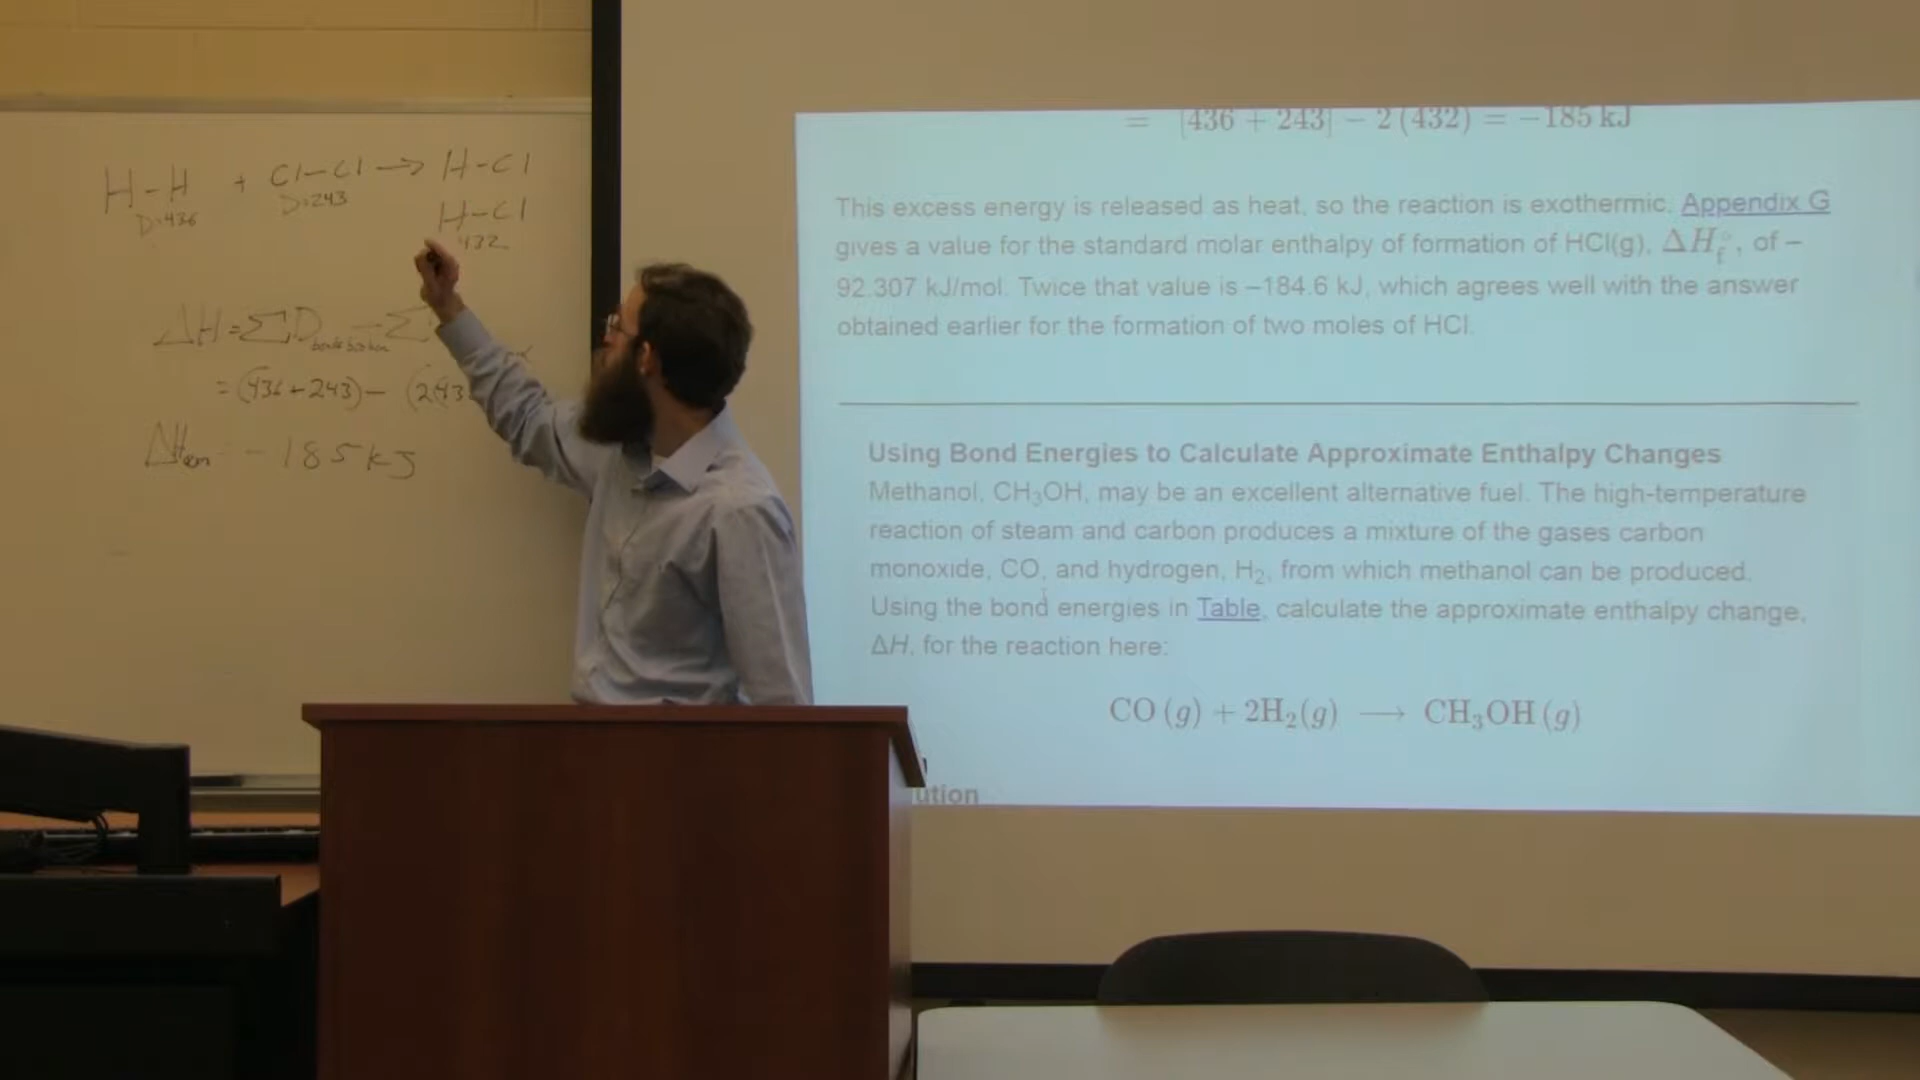 H-H + Cl-Cl → H-Cl
D=436 D=243
H-Cl
432
ΔH = ΣD bonds broken - Σ
= (436+243) - (2(43
ΔH - 185 kJ
= [436 + 243] − 2 (432) = −185 kJ
This excess energy is released as heat, so the reaction is exothermic. Appendix G
gives a value for the standard molar enthalpy of formation of HCl(g), ΔH°f, of –
92.307 kJ/mol. Twice that value is –184.6 kJ, which agrees well with the answer
obtained earlier for the formation of two moles of HCl.
Using Bond Energies to Calculate Approximate Enthalpy Changes
Methanol, CH₃OH, may be an excellent alternative fuel. The high-temperature
reaction of steam and carbon produces a mixture of the gases carbon
monoxide, CO, and hydrogen, H₂, from which methanol can be produced.
Using the bond energies in Table, calculate the approximate enthalpy change,
ΔH, for the reaction here:
CO (g) + 2H₂(g) ⟶ CH₃OH (g)
ution